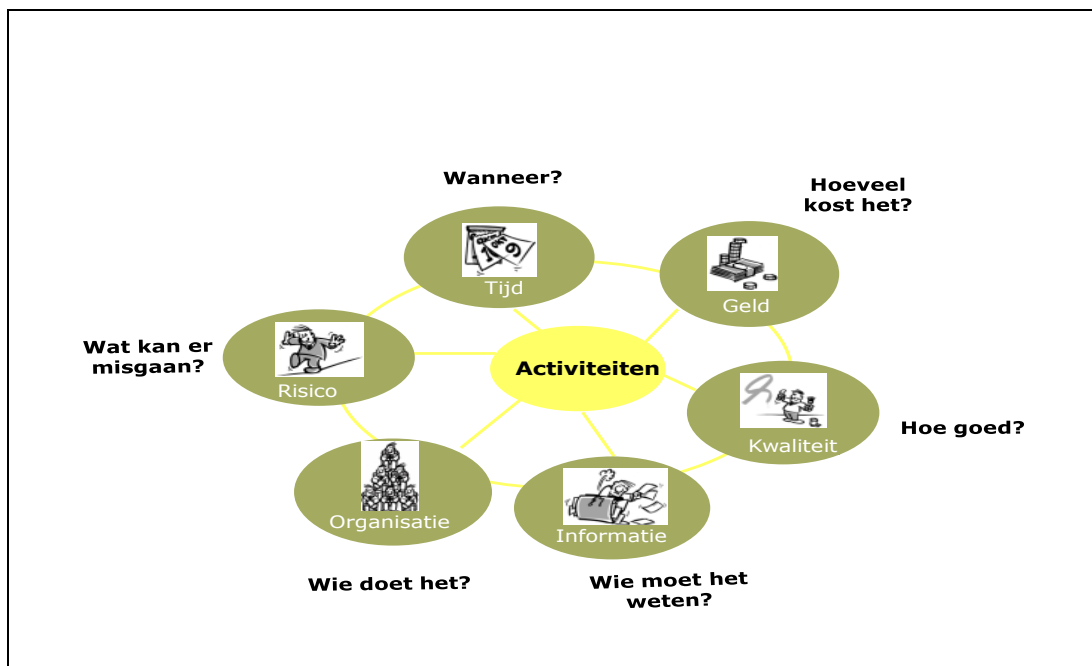 Wanneer?
Hoeveel
kost het?
Tijd
Geld
Wat kan er
misgaan?
Risico
Activiteiten
Kwaliteit
Hoe goed?
Organisatie
Informatie
Wie doet het?
Wie moet het
weten?